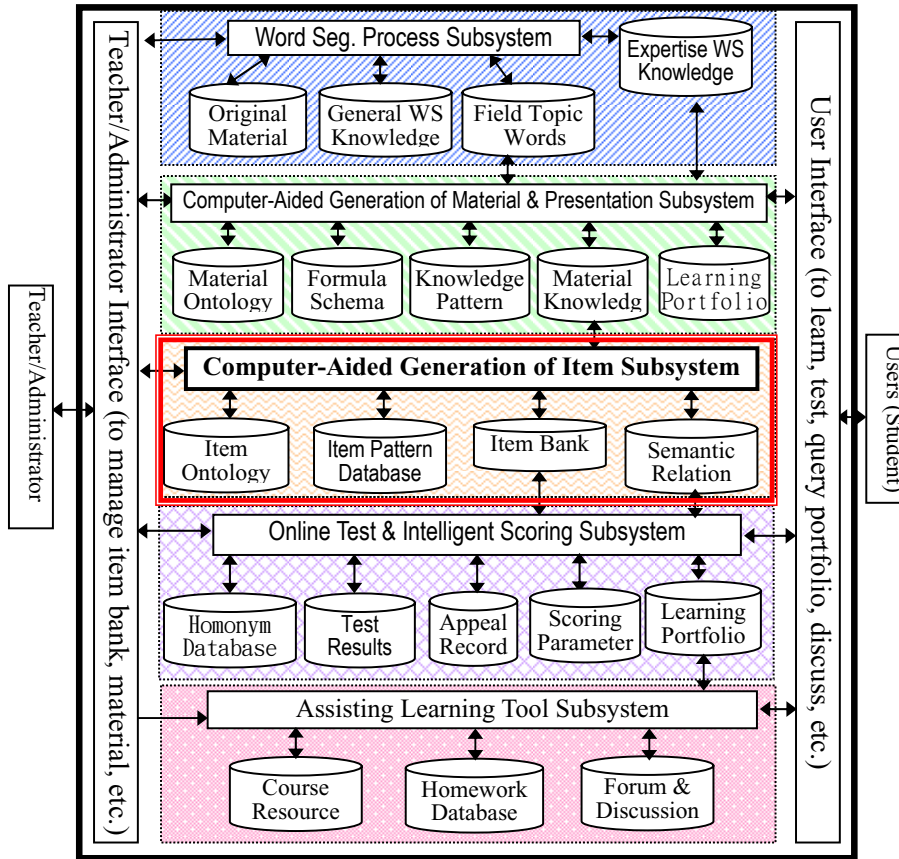 Teacher/Administrator
Teacher/Administrator Interface (to manage item bank, material, etc.)
Word Seg. Process Subsystem
Expertise WS
Knowledge
Original
Material
General WS
Knowledge
Field Topic
Words
Computer-Aided Generation of Material & Presentation Subsystem
Material
Ontology
Formula
Schema
Knowledge
Pattern
Material
Knowledg
Learning
Portfolio
Computer-Aided Generation of Item Subsystem
Item
Ontology
Item Pattern
Database
Item Bank
Semantic
Relation
Online Test & Intelligent Scoring Subsystem
Homonym
Database
Test
Results
Appeal
Record
Scoring
Parameter
Learning
Portfolio
Assisting Learning Tool Subsystem
Course
Resource
Homework
Database
Forum &
Discussion
User Interface (to learn, test, query portfolio, discuss, etc.)
Users (Student)